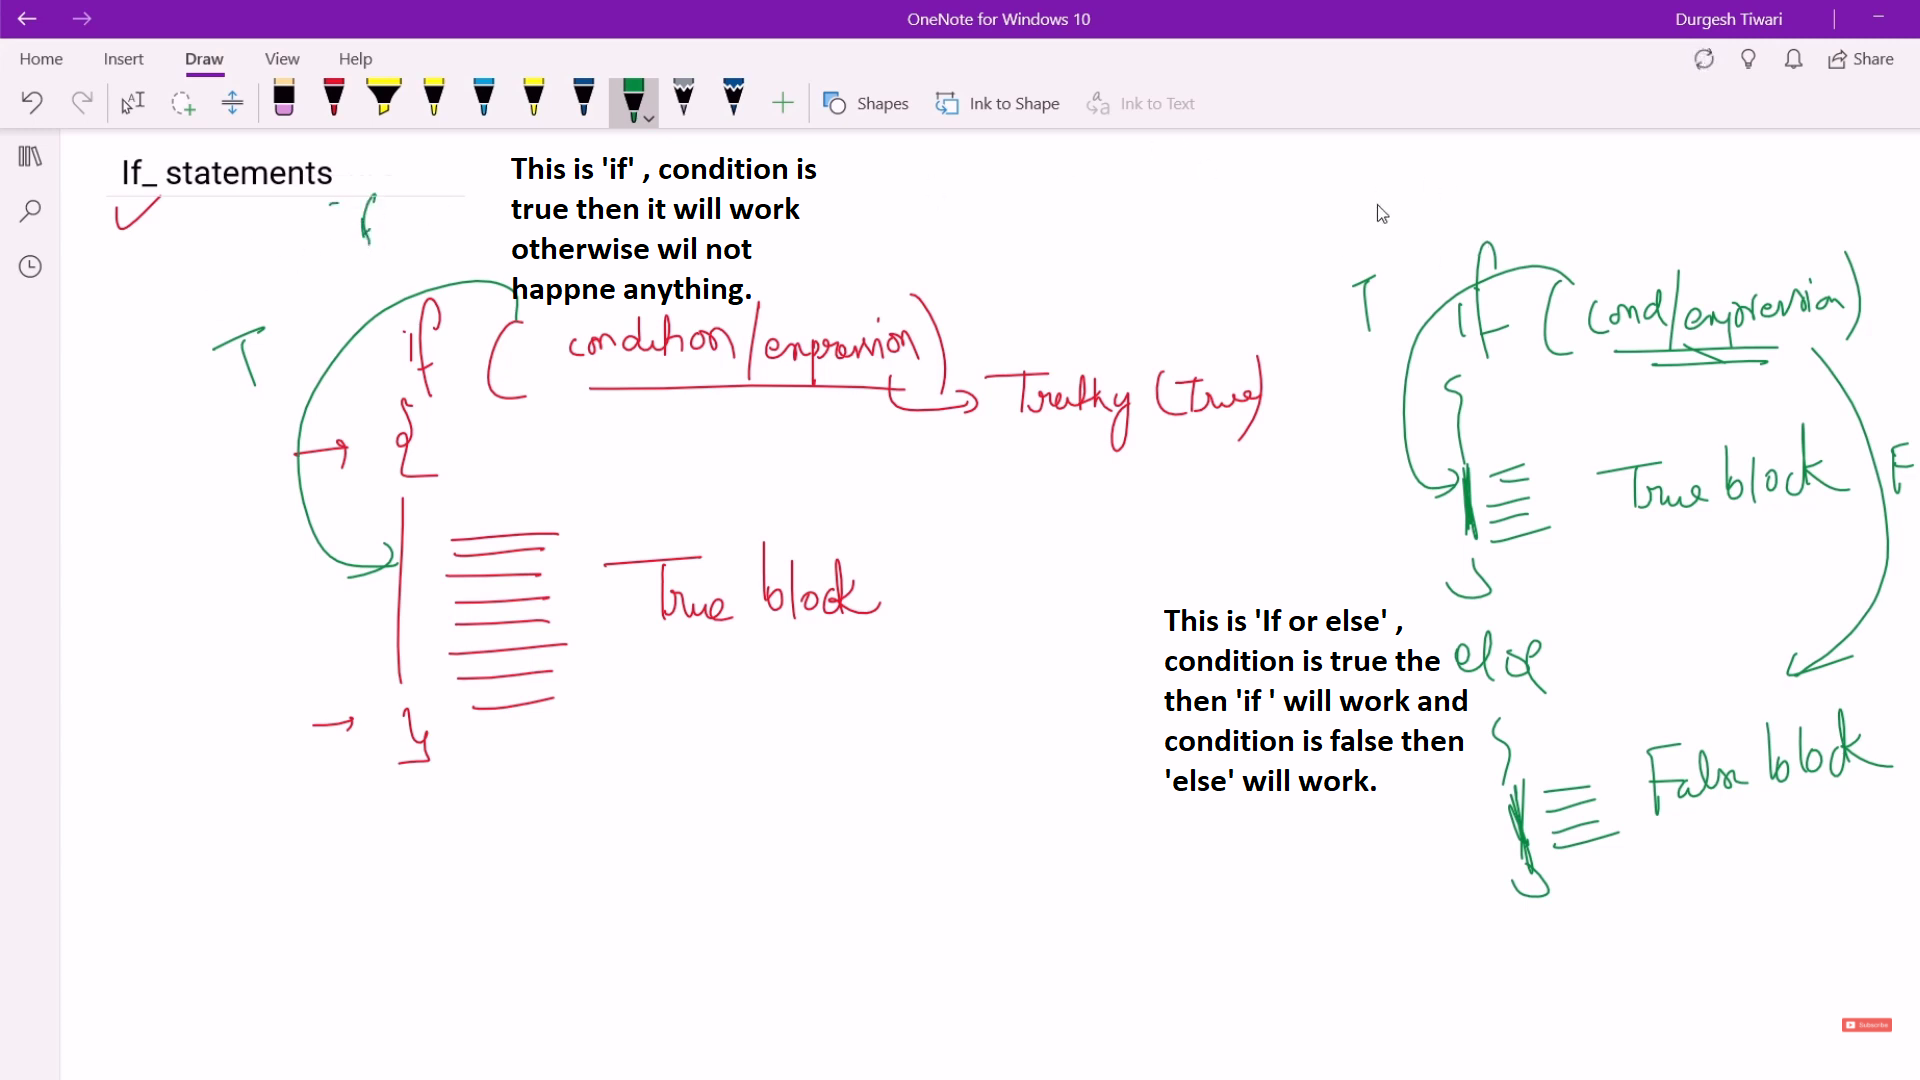 OneNote for Windows 10
Durgesh Tiwari
Home Insert Draw View Help
Share
Shapes Ink to Shape Ink to Text
If_ statements
This is 'if' , condition is
true then it will work
otherwise wil not
happne anything.
T
if ( condition/expression)
Truthy (True)
{
True block
}
T
if (cond/expression)
{
True block
F
}
This is 'If or else' ,
condition is true the
then 'if ' will work and
condition is false then
'else' will work.
else
{
False block
}
Subscribe